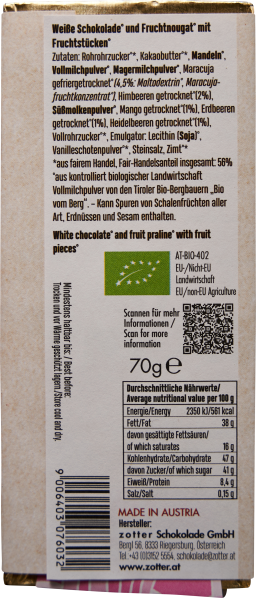 Weiße Schokolade* und Fruchtnougat* mit
Fruchtstücken*
Zutaten: Rohrohrzucker*°, Kakaobutter*°, Mandeln*,
Vollmilchpulver*, Magermilchpulver*, Maracuja
gefriergetrocknet*(4,5%; Maltodextrin*, Maracuja-
fruchtkonzentrat*), Himbeeren getrocknet*(2%),
Süßmolkenpulver*, Mango getrocknet*(1%), Erdbeeren
getrocknet*(1%), Heidelbeeren getrocknet*(1%),
Vollrohrzucker*°, Emulgator: Lecithin (Soja)*,
Vanilleschotenpulver*°, Steinsalz, Zimt*°
°aus fairem Handel, Fair-Handelsanteil insgesamt: 56%
*aus kontrolliert biologischer Landwirtschaft
Vollmilchpulver von den Tiroler Bio-Bergbauern „Bio
vom Berg“. – Kann Spuren von Schalenfrüchten aller
Art, Erdnüssen und Sesam enthalten.
White chocolate* and fruit praline* with fruit
pieces*
AT-BIO-402
EU-/Nicht-EU
Landwirtschaft
EU/non-EU Agriculture
Scannen für mehr
Informationen /
Scan for more
information
70g e
Mindestens haltbar bis: / Best before:
Trocken und vor Wärme geschützt lagern./Store cool and dry.
Durchschnittliche Nährwerte/
Average nutritional value per 100 g
Energie/Energy 2350 kJ/561 kcal
Fett/Fat 38 g
davon gesättigte Fettsäuren/
of which saturates 16 g
Kohlenhydrate/Carbohydrate 47 g
davon Zucker/of which sugar 41 g
Eiweiß/Protein 8,4 g
Salz/Salt 0,15 g
9 006403 076032
MADE IN AUSTRIA
Hersteller:
zotter Schokolade GmbH
Bergl 56, 8333 Riegersburg, Österreich
Tel.+43 (0)3152 5554, schokolade@zotter.at
www.zotter.at